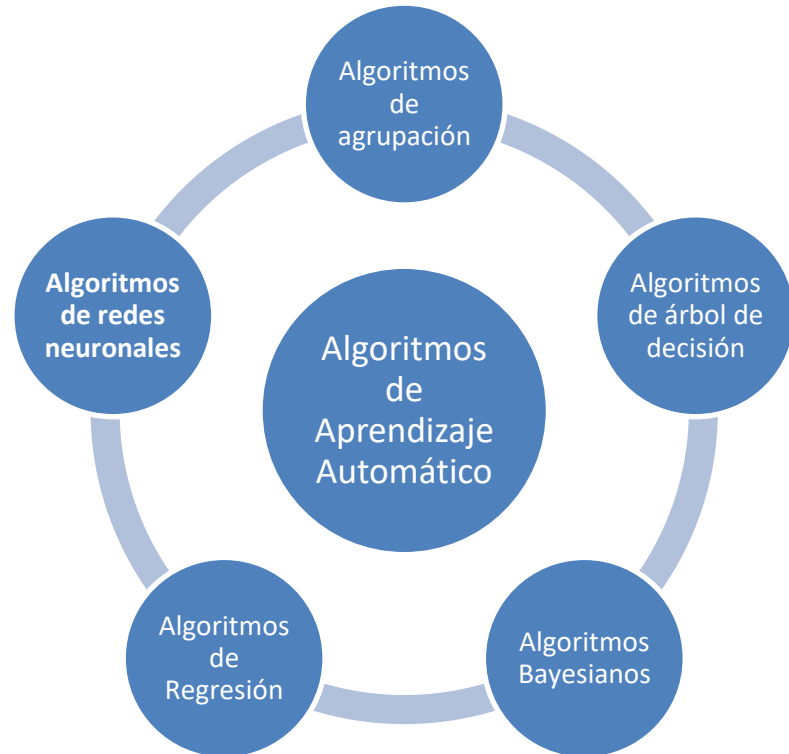 Algoritmos
de
agrupación
Algoritmos
de redes
neuronales
Algoritmos
de árbol de
decisión
Algoritmos
de
Aprendizaje
Automático
Algoritmos
de
Regresión
Algoritmos
Bayesianos